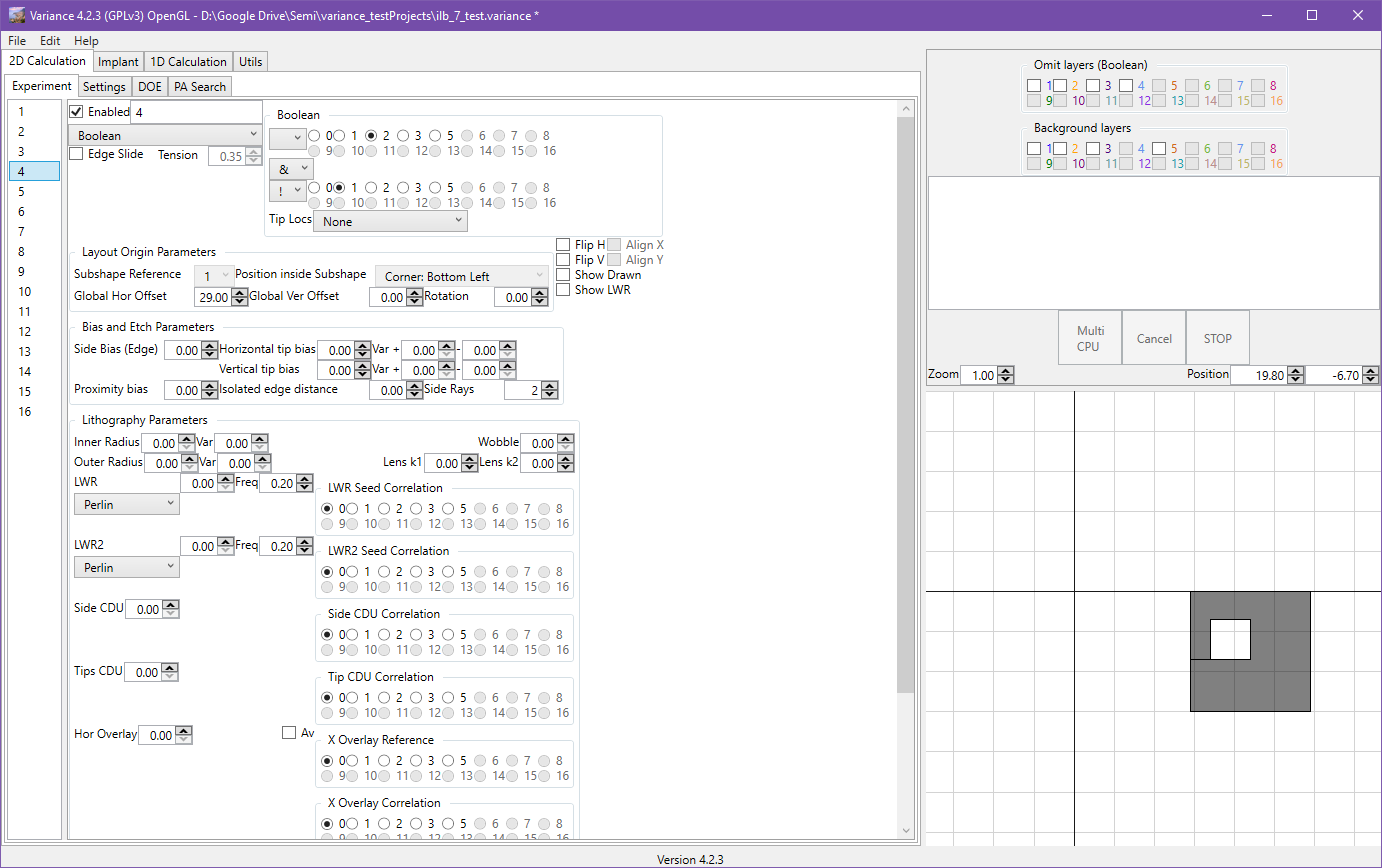 Variance 4.2.3 (GPLv3) OpenGL - D:\Google Drive\Semi\variance_testProjects\ilb_7_test.variance *
File Edit Help
2D Calculation Implant 1D Calculation Utils
Experiment Settings DOE PA Search
1
2
3
4
5
6
7
8
9
10
11
12
13
14
15
16
Enabled 4
Boolean
Edge Slide Tension 0.35
Boolean
0 1 2 3 5 6 7 8
9 10 11 12 13 14 15 16
&
! 0 1 2 3 5 6 7 8
9 10 11 12 13 14 15 16
Tip Locs None
Layout Origin Parameters
Subshape Reference 1 Position inside Subshape Corner: Bottom Left
Global Hor Offset 29.00 Global Ver Offset 0.00 Rotation 0.00
Flip H Align X
Flip V Align Y
Show Drawn
Show LWR
Bias and Etch Parameters
Side Bias (Edge) 0.00 Horizontal tip bias 0.00 Var + 0.00 - 0.00
Vertical tip bias 0.00 Var + 0.00 - 0.00
Proximity bias 0.00 Isolated edge distance 0.00 Side Rays 2
Lithography Parameters
Inner Radius 0.00 Var 0.00 Wobble 0.00
Outer Radius 0.00 Var 0.00 Lens k1 0.00 Lens k2 0.00
LWR 0.00 Freq 0.20
Perlin
LWR Seed Correlation
0 1 2 3 5 6 7 8
9 10 11 12 13 14 15 16
LWR2 0.00 Freq 0.20
Perlin
LWR2 Seed Correlation
0 1 2 3 5 6 7 8
9 10 11 12 13 14 15 16
Side CDU 0.00
Side CDU Correlation
0 1 2 3 5 6 7 8
9 10 11 12 13 14 15 16
Tips CDU 0.00
Tip CDU Correlation
0 1 2 3 5 6 7 8
9 10 11 12 13 14 15 16
Hor Overlay 0.00 Av
X Overlay Reference
0 1 2 3 5 6 7 8
9 10 11 12 13 14 15 16
X Overlay Correlation
0 1 2 3 5 6 7 8
9 10 11 12 13 14 15 16
Omit layers (Boolean)
1 2 3 4 5 6 7 8
9 10 11 12 13 14 15 16
Background layers
1 2 3 4 5 6 7 8
9 10 11 12 13 14 15 16
Multi
CPU
Cancel STOP
Zoom 1.00 Position 19.80 -6.70
Version 4.2.3